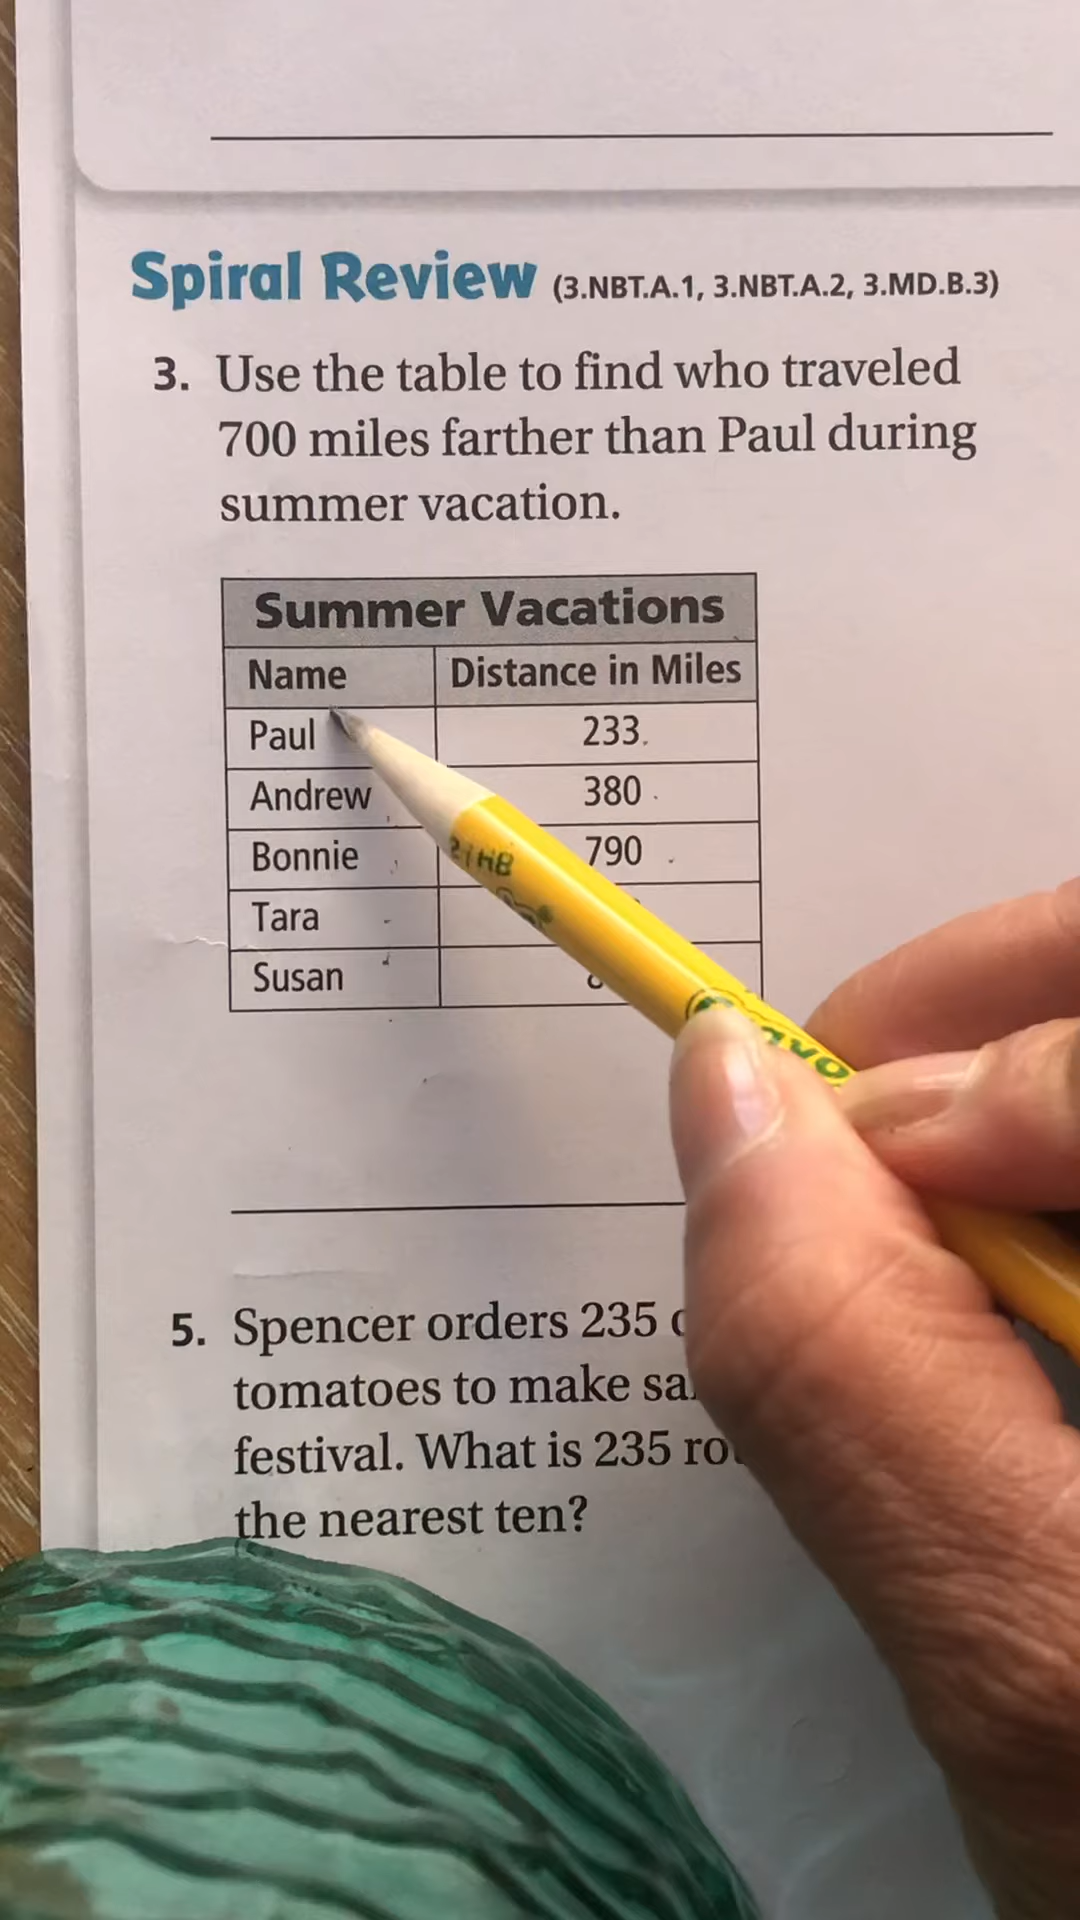 Spiral Review (3.NBT.A.1, 3.NBT.A.2, 3.MD.B.3)
3. Use the table to find who traveled
700 miles farther than Paul during
summer vacation.
Summer Vacations
Name Distance in Miles
Paul 233
Andrew 380
Bonnie 790
Tara
Susan
5. Spencer orders 235
tomatoes to make
festival. What is 235
the nearest ten?